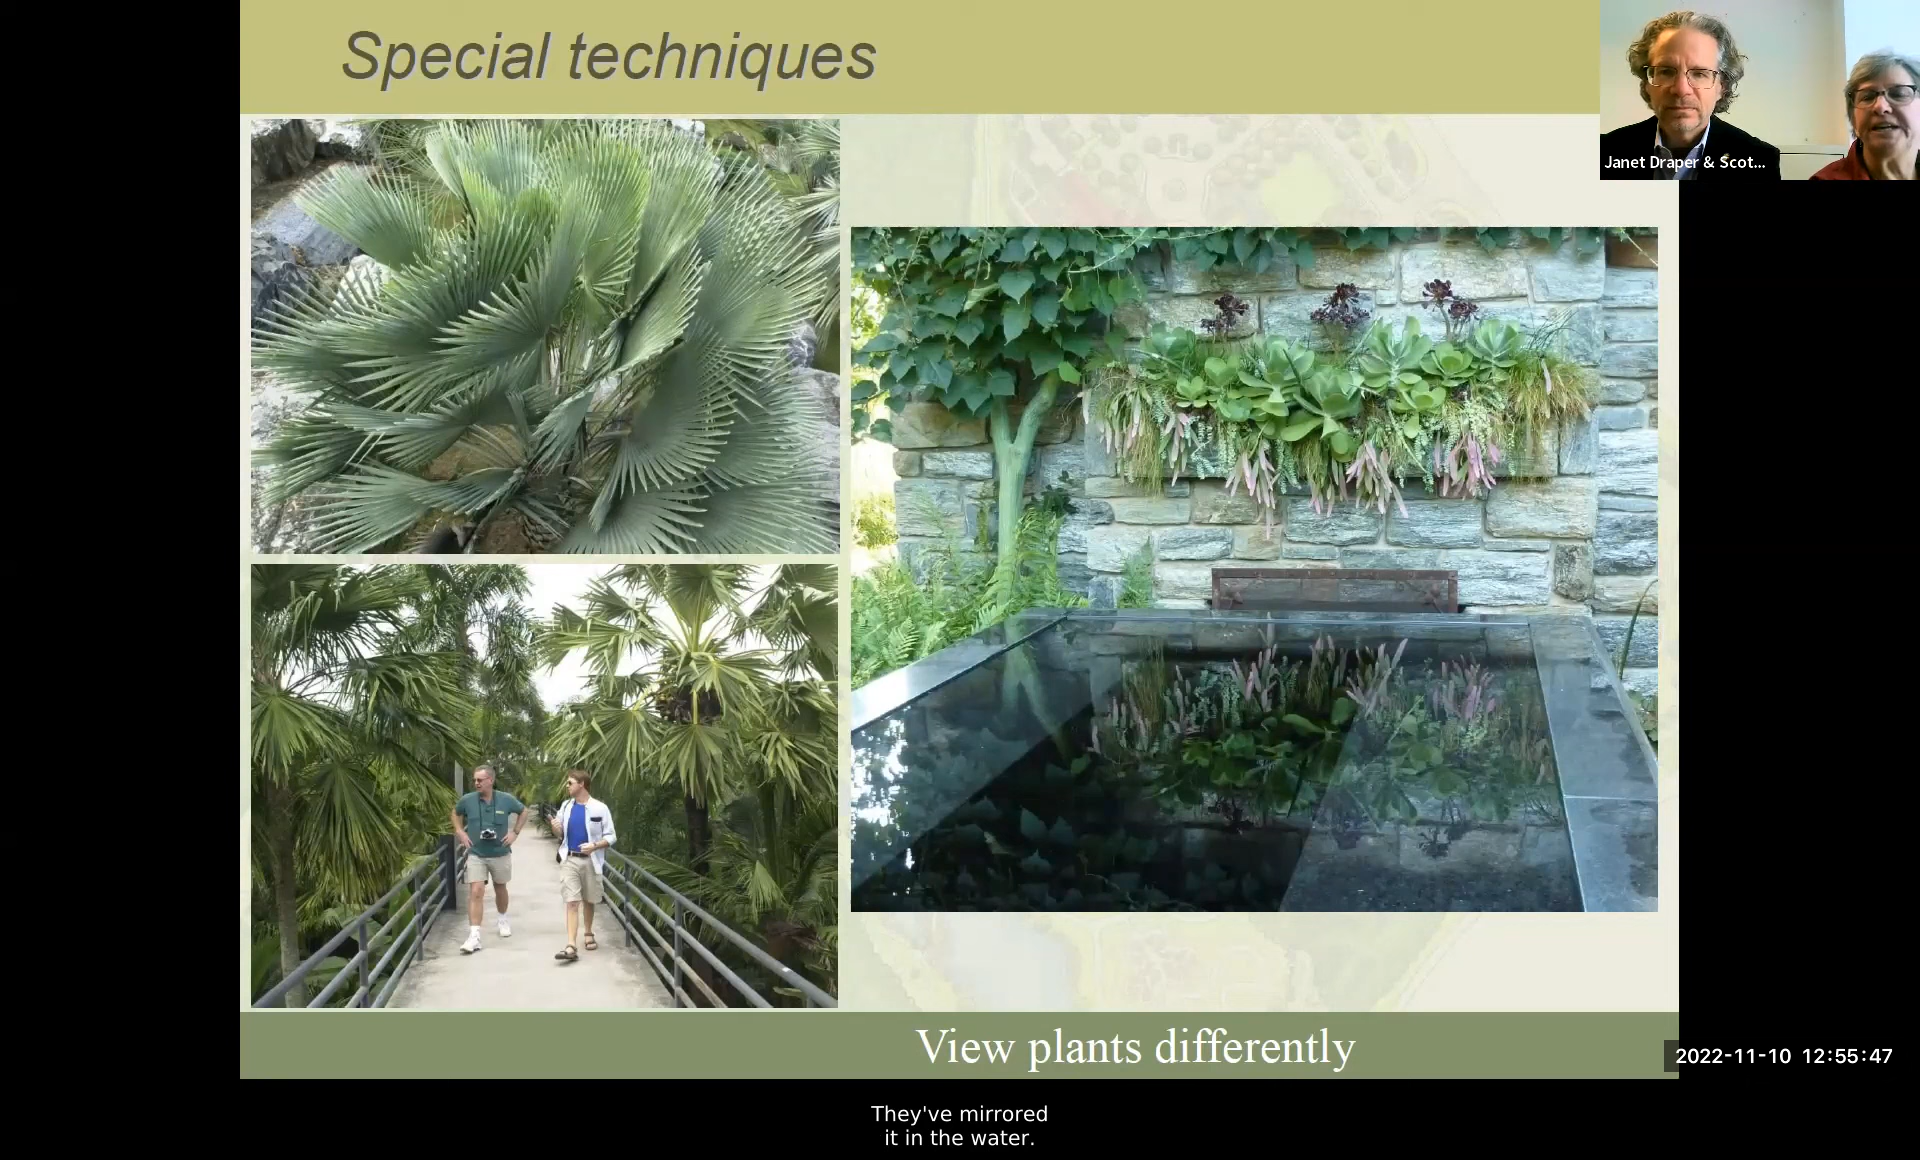 Special techniques
Janet Draper & Scot...
View plants differently
2022-11-10 12:55:47
They've mirrored
it in the water.